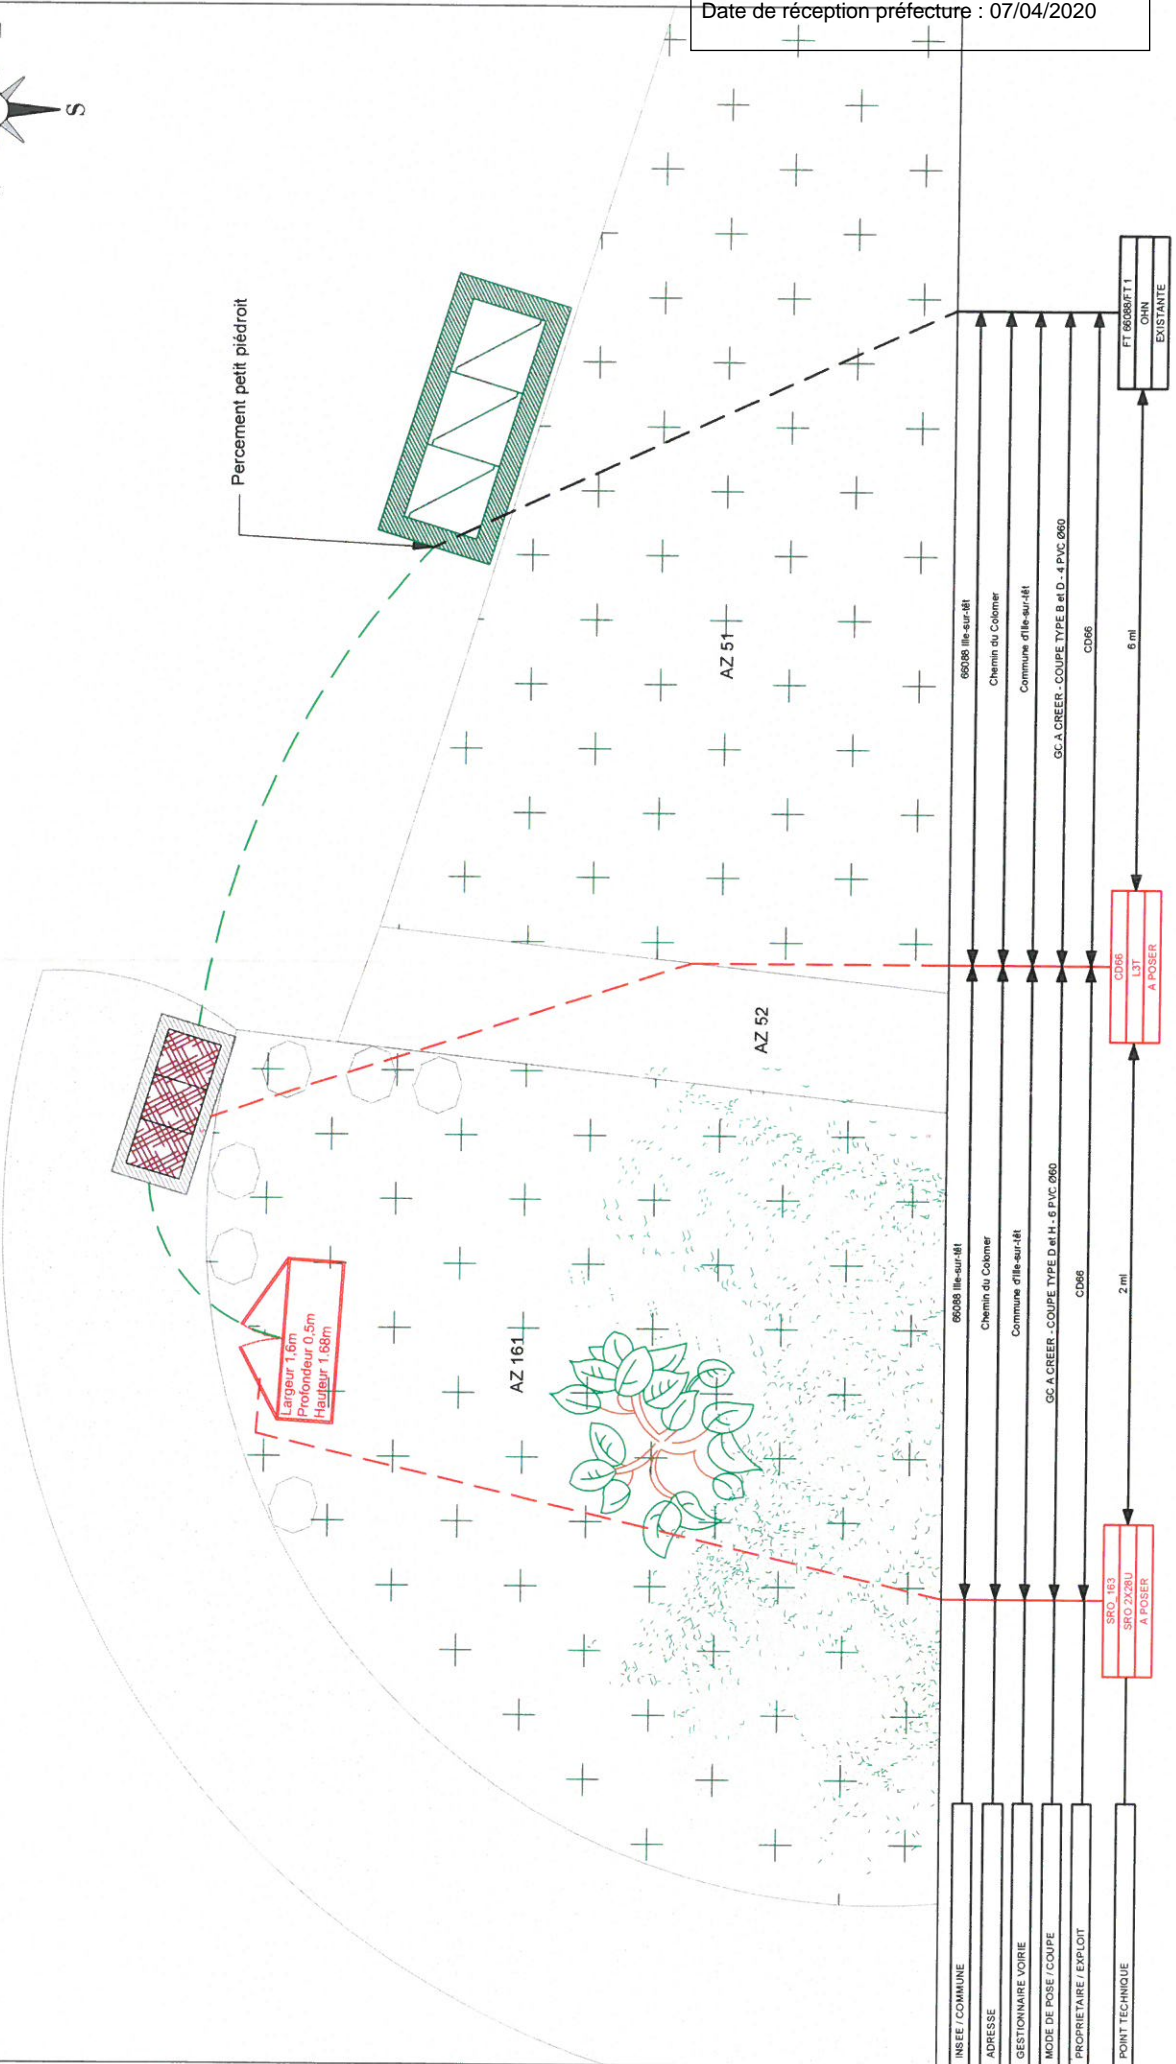 Date de réception préfecture : 07/04/2020
S
Percement petit piédroit
Largeur 1,6m
Profondeur 0,5m
Hauteur 1.68m
AZ 161
AZ 52
AZ 51
INSEE / COMMUNE
66088 Ille-sur-têt
66088 Ille-sur-têt
ADRESSE
Chemin du Colomer
Chemin du Colomer
GESTIONNAIRE VOIRIE
Commune d'Ille-sur-têt
Commune d'Ille-sur-têt
MODE DE POSE / COUPE
GC A CREER - COUPE TYPE D et H - 6 PVC Ø60
GC A CREER - COUPE TYPE B et D - 4 PVC Ø60
PROPRIETAIRE / EXPLOIT
CD66
CD66
POINT TECHNIQUE
SRO_163
SRO 2X28U
A POSER
2 ml
CD66
L3T
A POSER
6 ml
FT 66088/FT 1
OHN
EXISTANTE